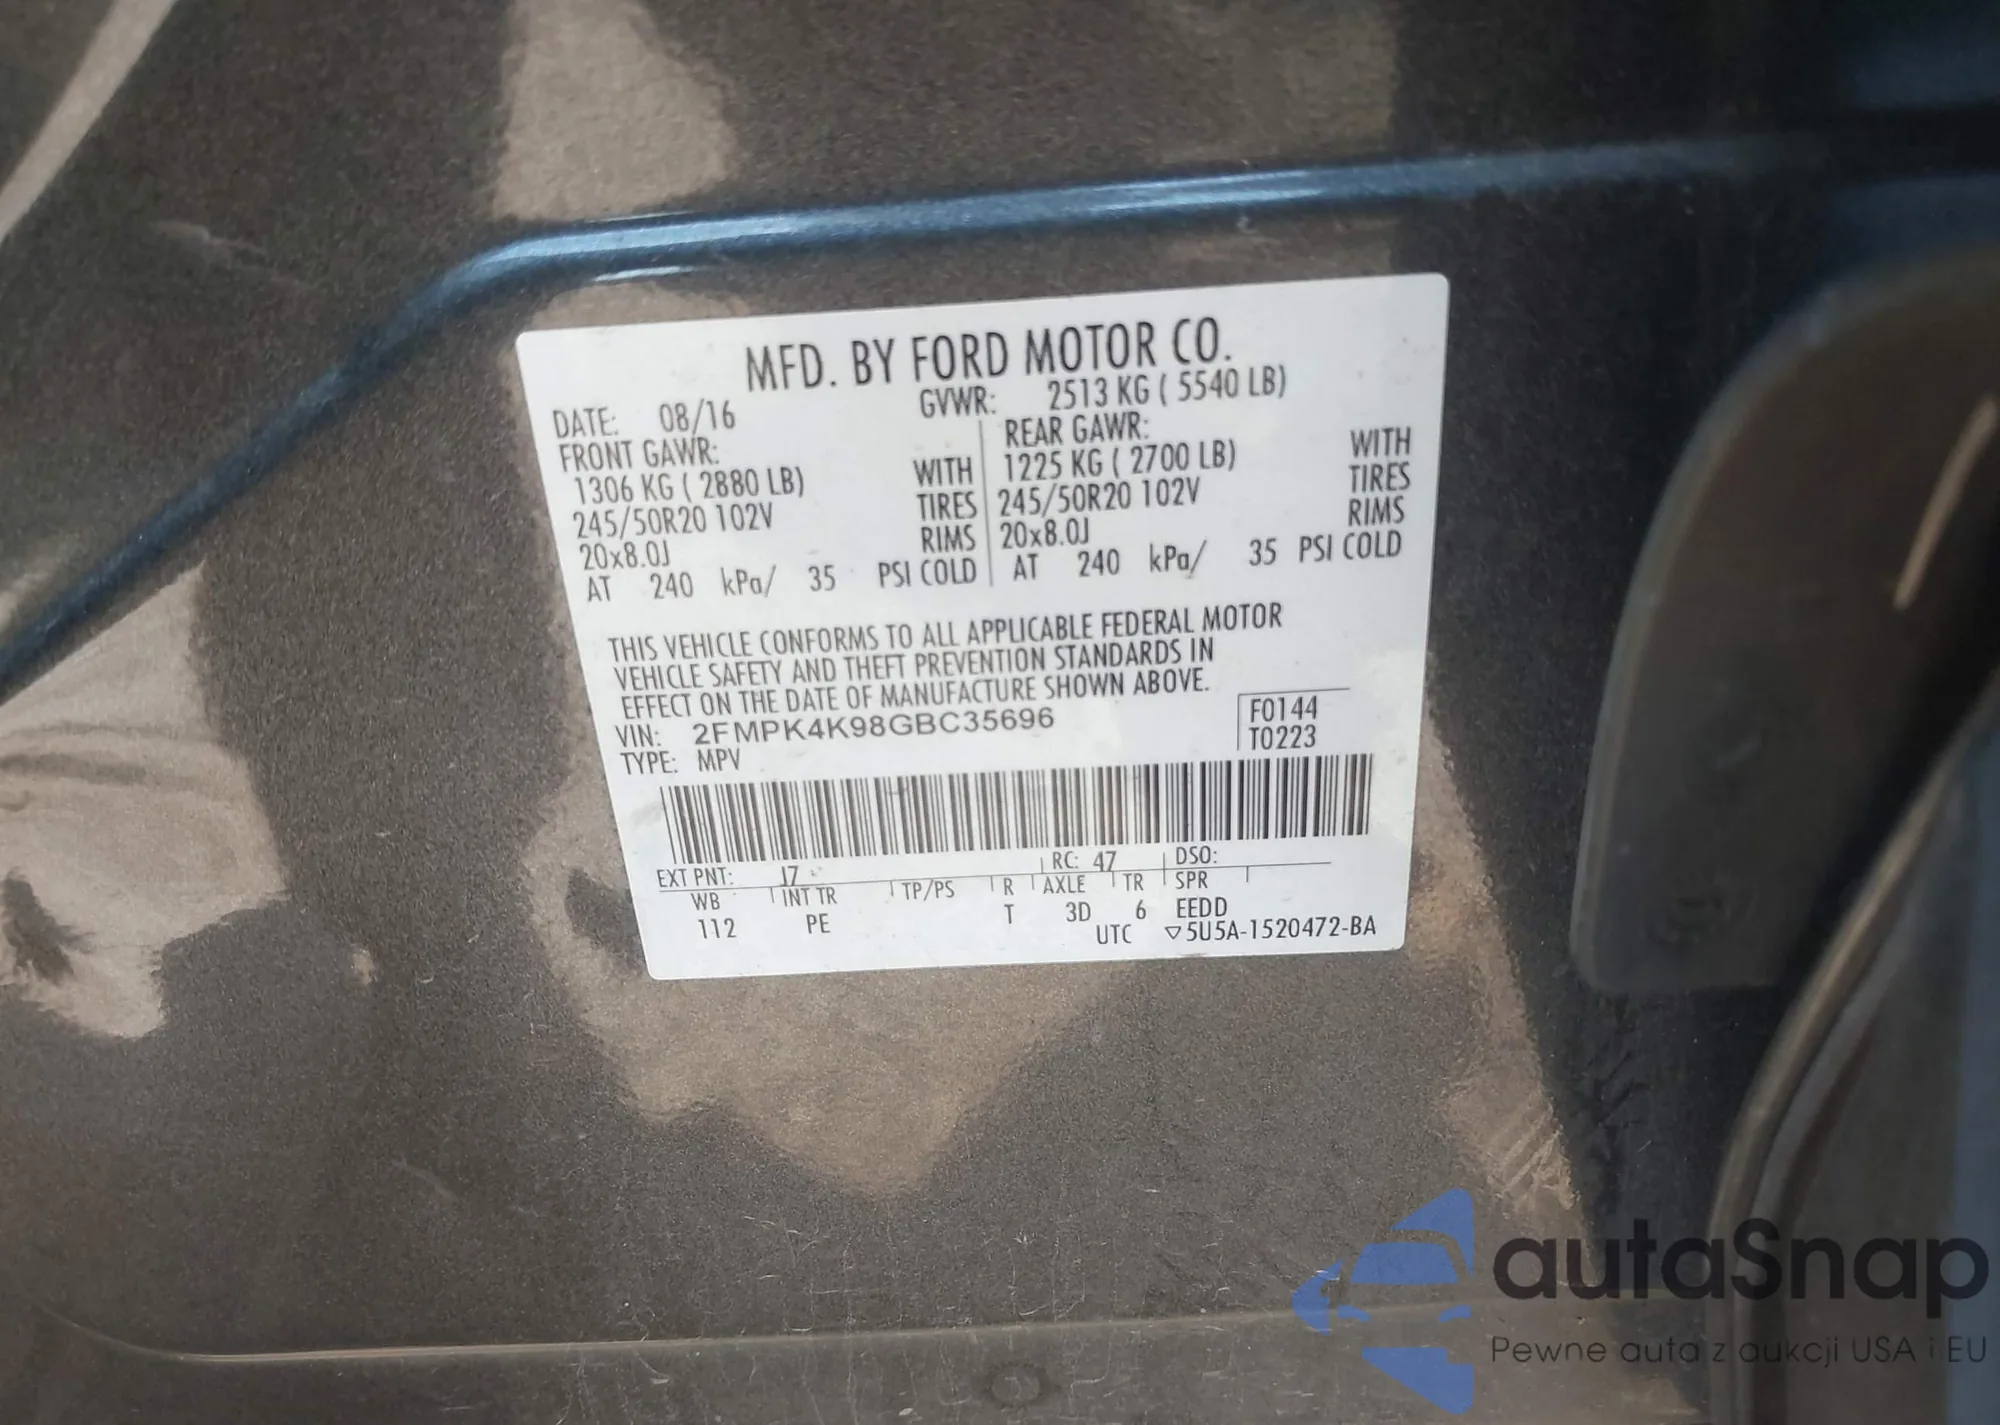 MFD. BY FORD MOTOR CO.
DATE: 08/16 GVWR: 2513 KG ( 5540 LB)
FRONT GAWR: REAR GAWR:
1306 KG ( 2880 LB) WITH 1225 KG ( 2700 LB) WITH
245/50R20 102V TIRES 245/50R20 102V TIRES
20x8.0J RIMS 20x8.0J RIMS
AT 240 kPa/ 35 PSI COLD AT 240 kPa/ 35 PSI COLD
THIS VEHICLE CONFORMS TO ALL APPLICABLE FEDERAL MOTOR
VEHICLE SAFETY AND THEFT PREVENTION STANDARDS IN
EFFECT ON THE DATE OF MANUFACTURE SHOWN ABOVE.
VIN: 2FMPK4K98GBC35696 F0144
TYPE: MPV T0223
EXT PNT: J7 RC: 47 DSO:
WB INT TR TP/PS R AXLE TR SPR
112 PE T 3D 6 EEDD
UTC ▽5U5A-1520472-BA
autaSnap
Pewne auta z aukcji USA i EU